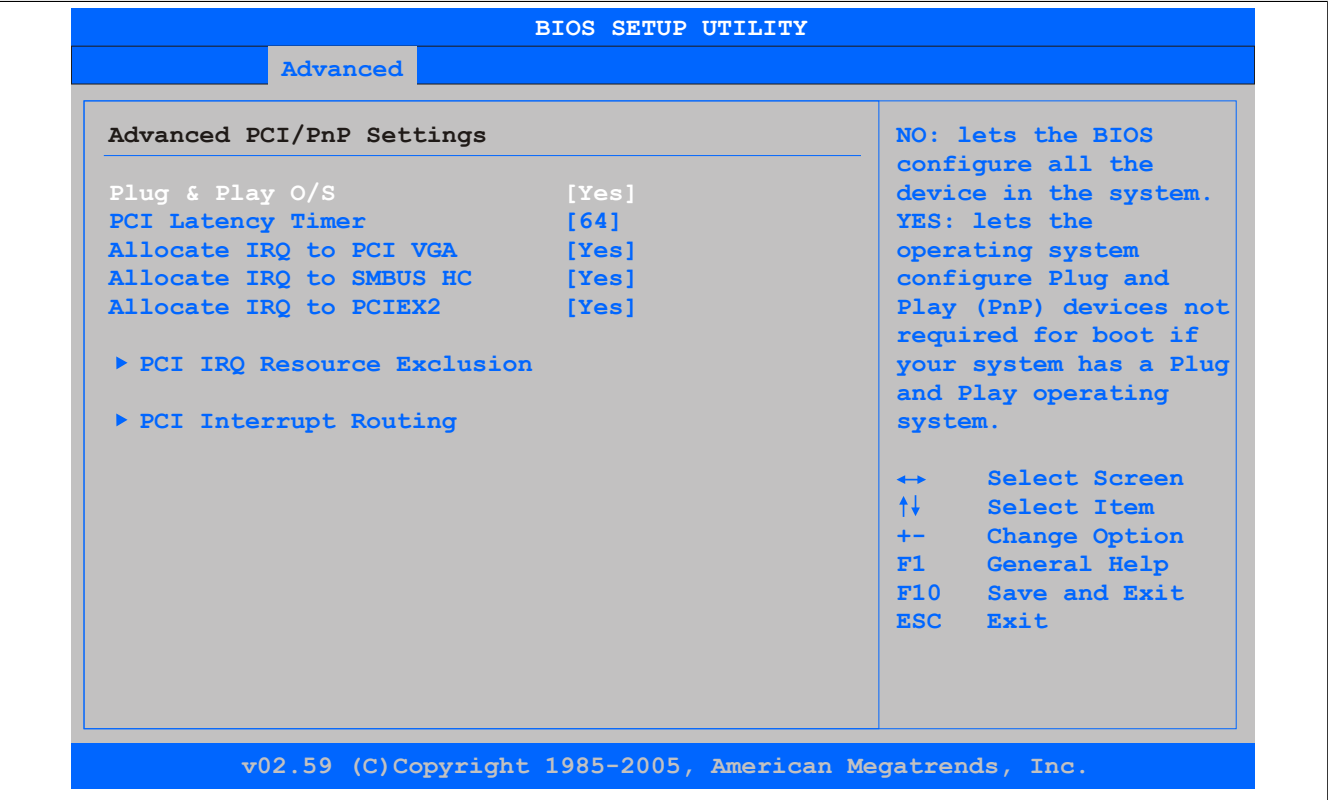 BIOS SETUP UTILITY
Advanced
Advanced PCI/PnP Settings
Plug & Play O/S [Yes]
PCI Latency Timer [64]
Allocate IRQ to PCI VGA [Yes]
Allocate IRQ to SMBUS HC [Yes]
Allocate IRQ to PCIEX2 [Yes]
PCI IRQ Resource Exclusion
PCI Interrupt Routing
NO: lets the BIOS
configure all the
device in the system.
YES: lets the
operating system
configure Plug and
Play (PnP) devices not
required for boot if
your system has a Plug
and Play operating
system.
←→ Select Screen
↑↓ Select Item
+- Change Option
F1 General Help
F10 Save and Exit
ESC Exit
v02.59 (C)Copyright 1985-2005, American Megatrends, Inc.